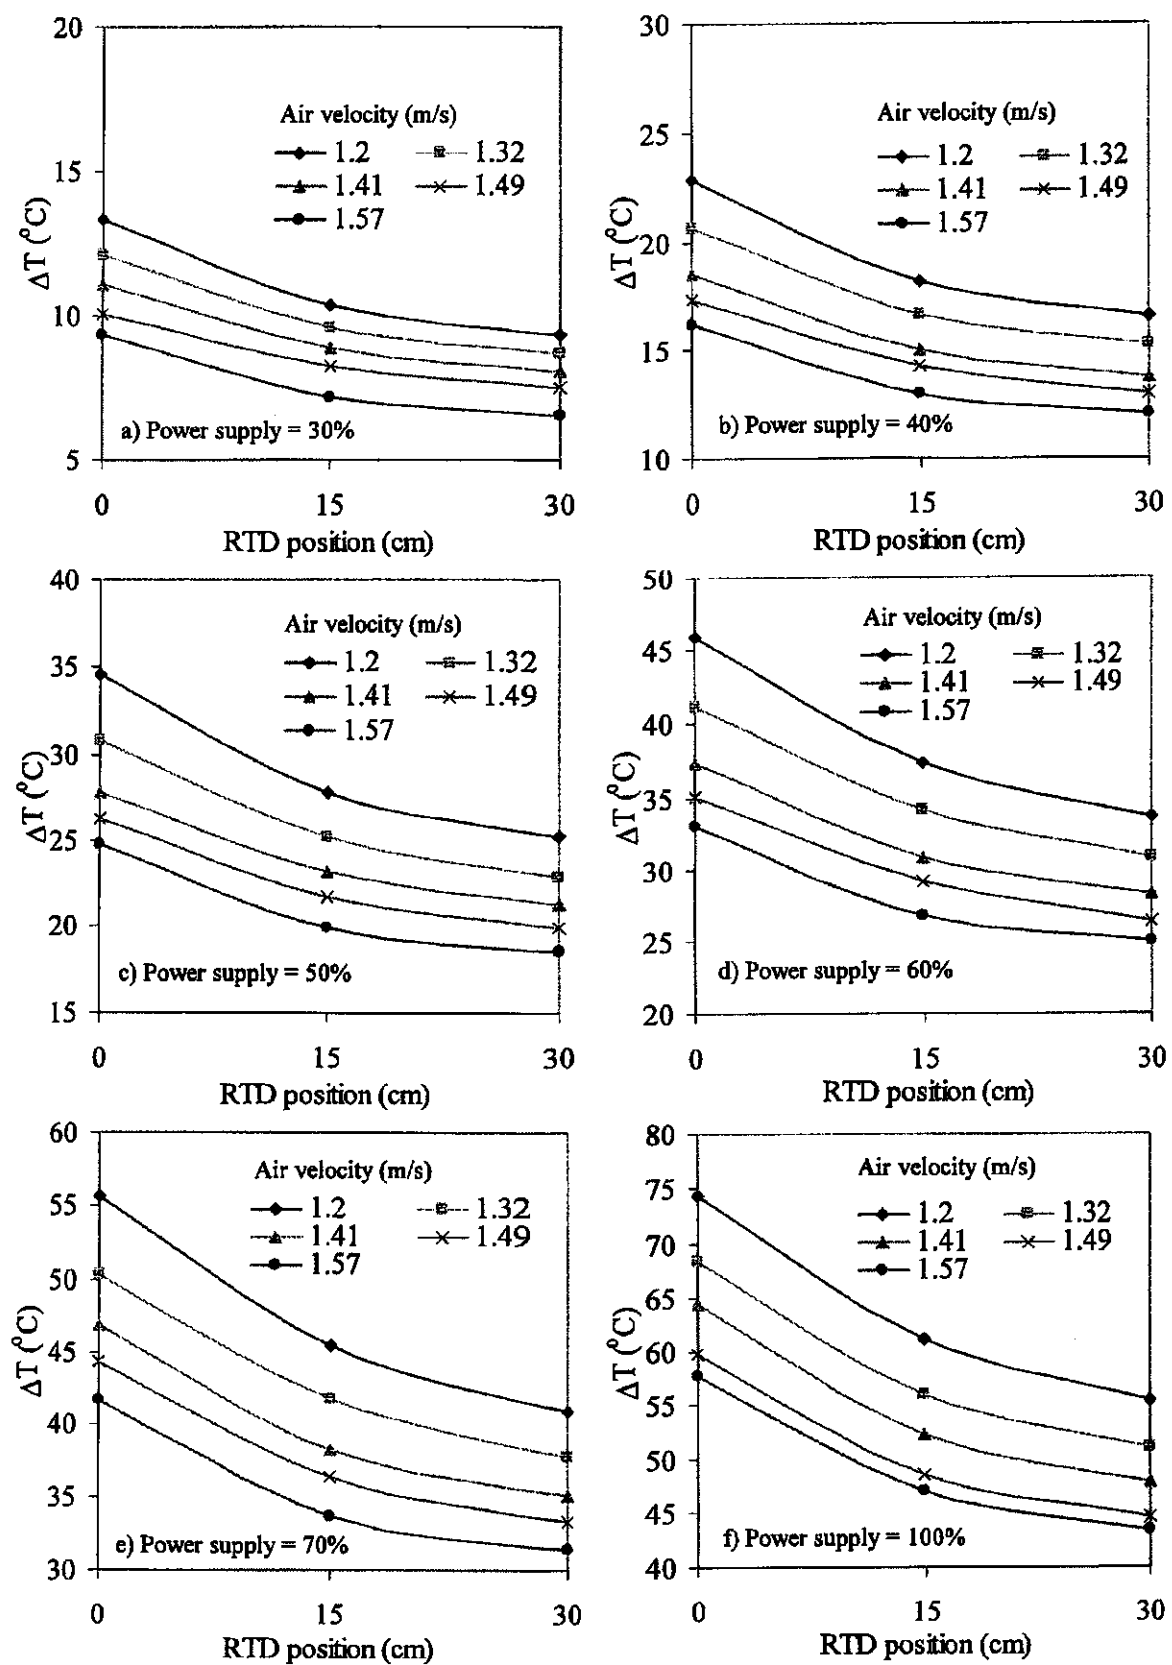 20
15
10
5
ΔT (°C)
Air velocity (m/s)
1.2 1.32
1.41 1.49
1.57
a) Power supply = 30%
0 15 30
RTD position (cm)
30
25
20
15
10
ΔT (°C)
Air velocity (m/s)
1.2 1.32
1.41 1.49
1.57
b) Power supply = 40%
0 15 30
RTD position (cm)
40
35
30
25
20
15
ΔT (°C)
Air velocity (m/s)
1.2 1.32
1.41 1.49
1.57
c) Power supply = 50%
0 15 30
RTD position (cm)
50
45
40
35
30
25
20
ΔT (°C)
Air velocity (m/s)
1.2 1.32
1.41 1.49
1.57
d) Power supply = 60%
0 15 30
RTD position (cm)
60
55
50
45
40
35
30
ΔT (°C)
Air velocity (m/s)
1.2 1.32
1.41 1.49
1.57
e) Power supply = 70%
0 15 30
RTD position (cm)
80
75
70
65
60
55
50
45
40
ΔT (°C)
Air velocity (m/s)
1.2 1.32
1.41 1.49
1.57
f) Power supply = 100%
0 15 30
RTD position (cm)